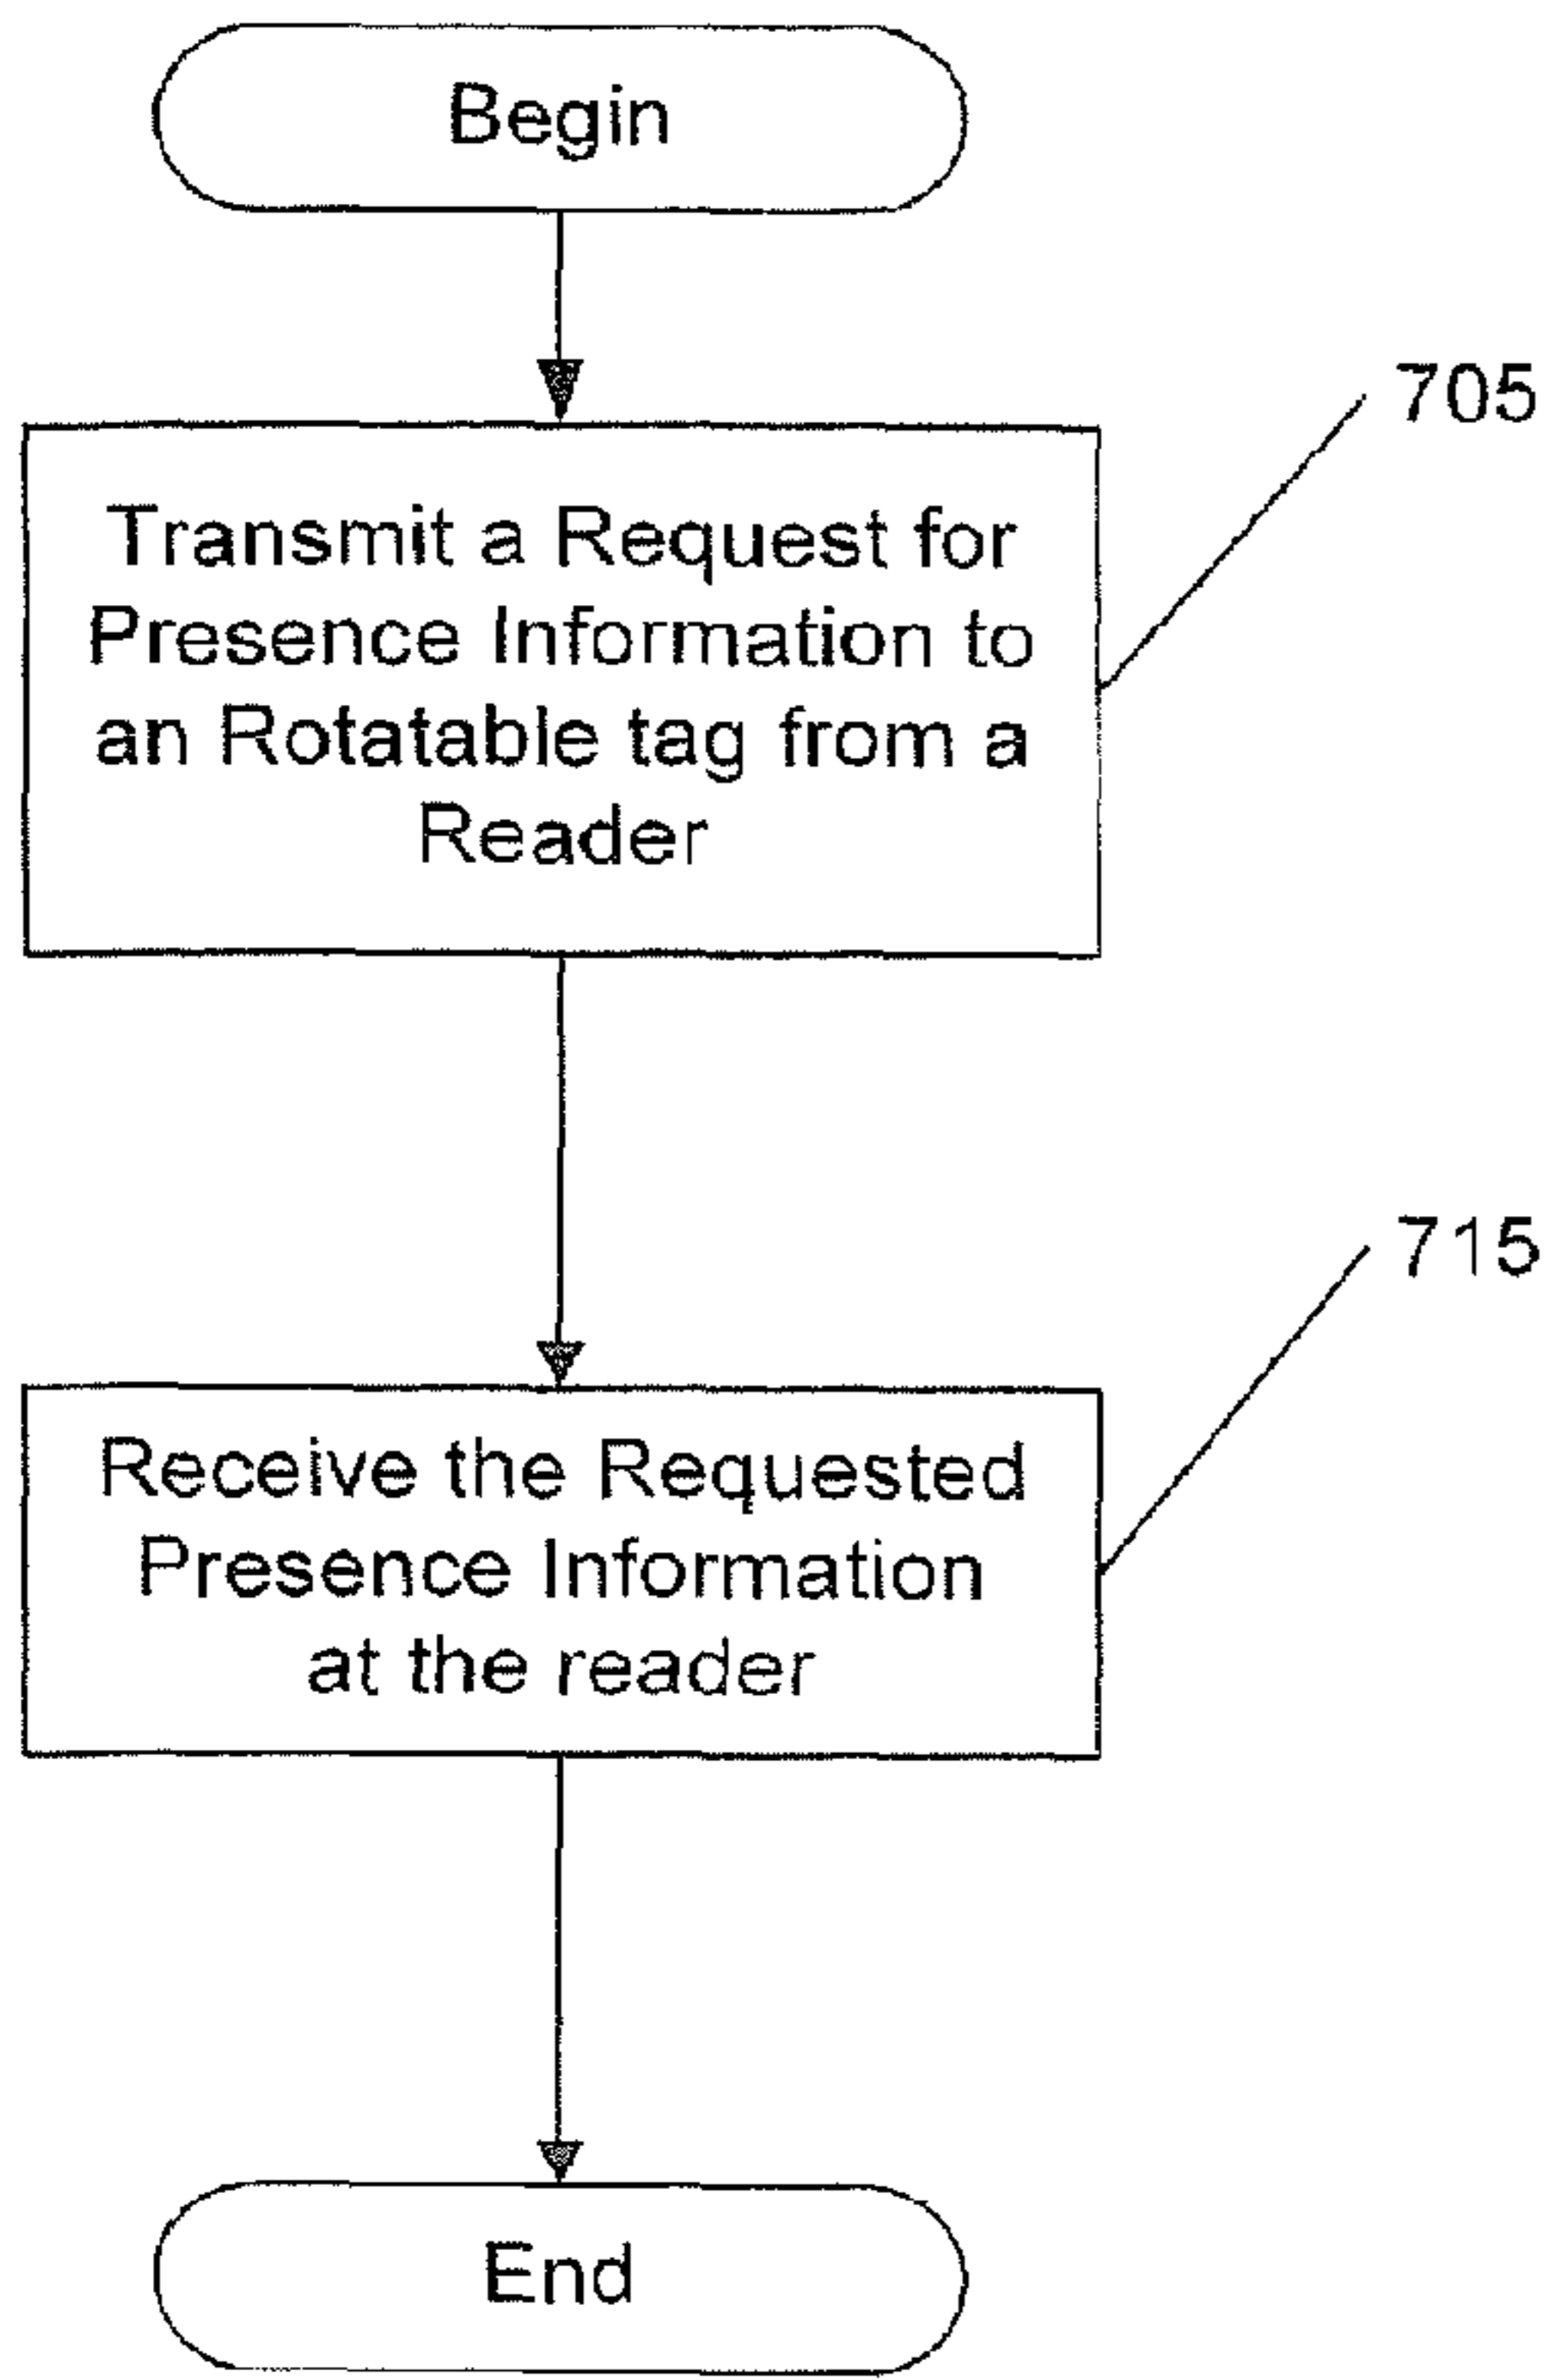 Begin
705
Transmit a Request for
Presence Information to
an Rotatable tag from a
Reader
715
Receive the Requested
Presence Information
at the reader
End